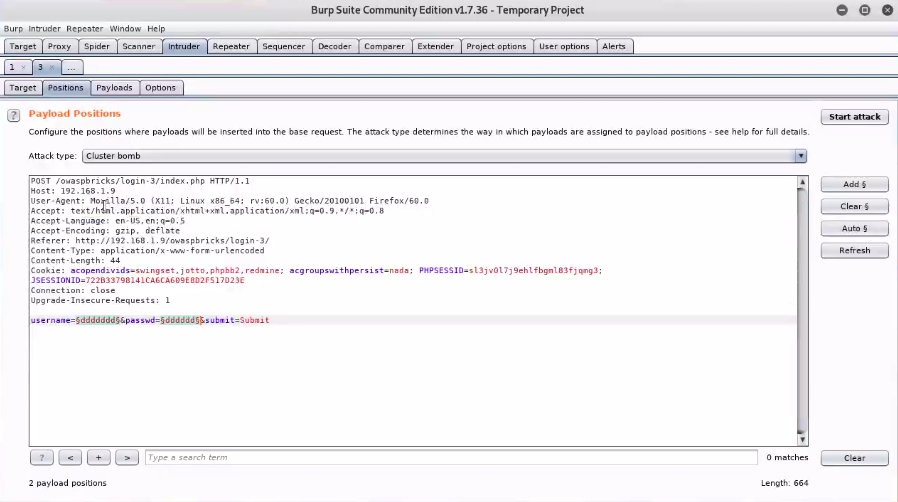 Burp Suite Community Edition v1.7.36 - Temporary Project
Burp Intruder Repeater Window Help
Target Proxy Spider Scanner Intruder Repeater Sequencer Decoder Comparer Extender Project options User options Alerts
1 × 3 × ...
Target Positions Payloads Options
? Payload Positions
Start attack
Configure the positions where payloads will be inserted into the base request. The attack type determines the way in which payloads are assigned to payload positions - see help for full details.
Attack type: Cluster bomb
POST /owaspbricks/login-3/index.php HTTP/1.1
Host: 192.168.1.9
User-Agent: Mozilla/5.0 (X11; Linux x86_64; rv:60.0) Gecko/20100101 Firefox/60.0
Accept: text/html,application/xhtml+xml,application/xml;q=0.9,*/*;q=0.8
Accept-Language: en-US,en;q=0.5
Accept-Encoding: gzip, deflate
Referer: http://192.168.1.9/owaspbricks/login-3/
Content-Type: application/x-www-form-urlencoded
Content-Length: 44
Cookie: acopendivids=swingset,jotto,phpbb2,redmine; acgroupswithpersist=nada; PHPSESSID=sl3jv0l7j9ehlfbgml83fjqmg3;
JSESSIONID=722B3379B141CA6CA609E8D2F517D23E
Connection: close
Upgrade-Insecure-Requests: 1
username=§ddddddd§&passwd=§dddddd§&submit=Submit
Add §
Clear §
Auto §
Refresh
? < + > Type a search term 0 matches Clear
2 payload positions Length: 664